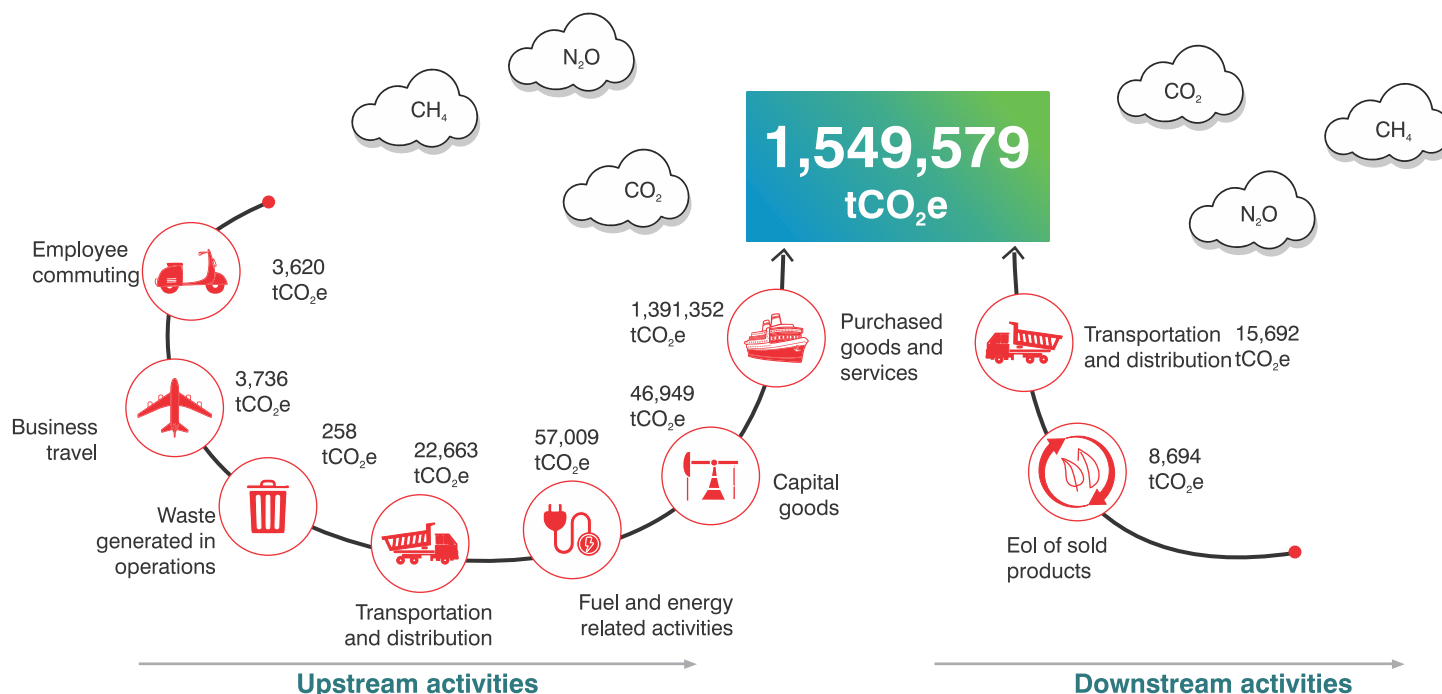 N₂O
CH₄
CO₂
1,549,579
tCO₂e
CO₂
CH₄
N₂O
Employee
commuting
3,620
tCO₂e
Business
travel
3,736
tCO₂e
Waste
generated in
operations
258
tCO₂e
Transportation
and distribution
22,663
tCO₂e
Fuel and energy
related activities
57,009
tCO₂e
Capital
goods
46,949
tCO₂e
Purchased
goods and
services
1,391,352
tCO₂e
Transportation
and distribution
15,692
tCO₂e
Eol of sold
products
8,694
tCO₂e
Upstream activities
Downstream activities